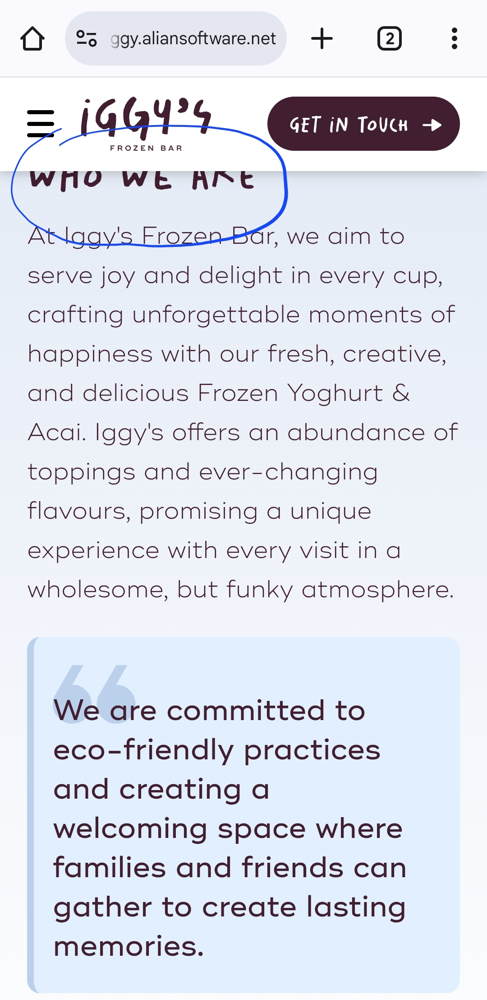 ggy.aliansoftware.net
2
iGGY'S
FROZEN BAR
GET iN ToUCH
WHO WE ARE
At Iggy's Frozen Bar, we aim to
serve joy and delight in every cup,
crafting unforgettable moments of
happiness with our fresh, creative,
and delicious Frozen Yoghurt &
Acai. Iggy's offers an abundance of
toppings and ever-changing
flavours, promising a unique
experience with every visit in a
wholesome, but funky atmosphere.
“
We are committed to
eco-friendly practices
and creating a
welcoming space where
families and friends can
gather to create lasting
memories.